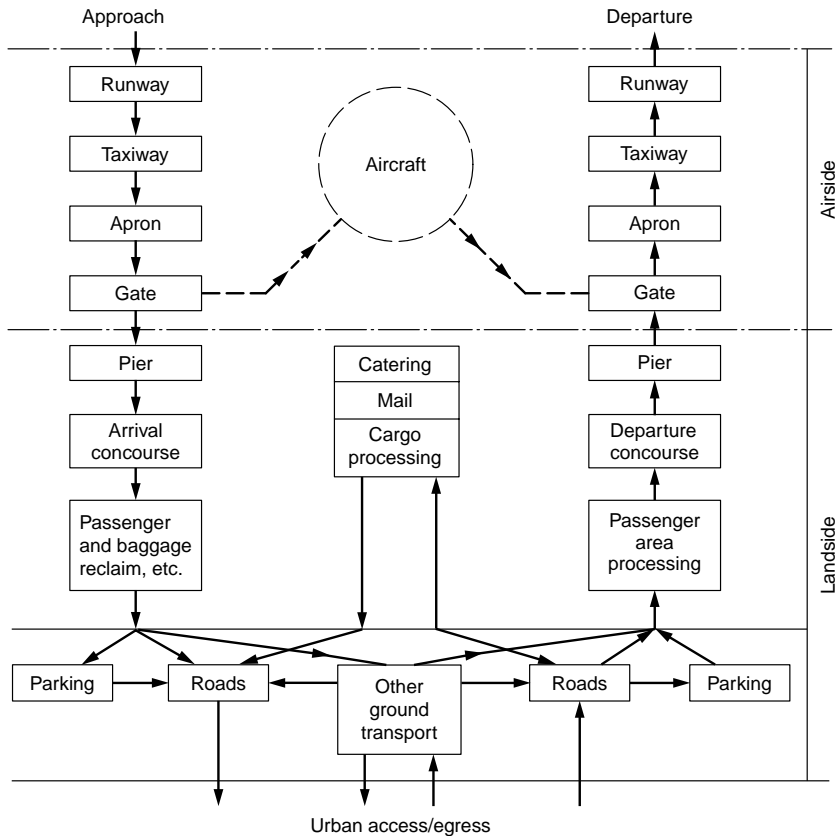 Approach
Departure
Runway
Runway
Taxiway
Aircraft
Taxiway
Apron
Apron
Gate
Gate
Airside
Pier
Catering
Pier
Mail
Arrival
concourse
Cargo
processing
Departure
concourse
Passenger
and baggage
reclaim, etc.
Passenger
area
processing
Landside
Parking
Roads
Other
ground
transport
Roads
Parking
Urban access/egress